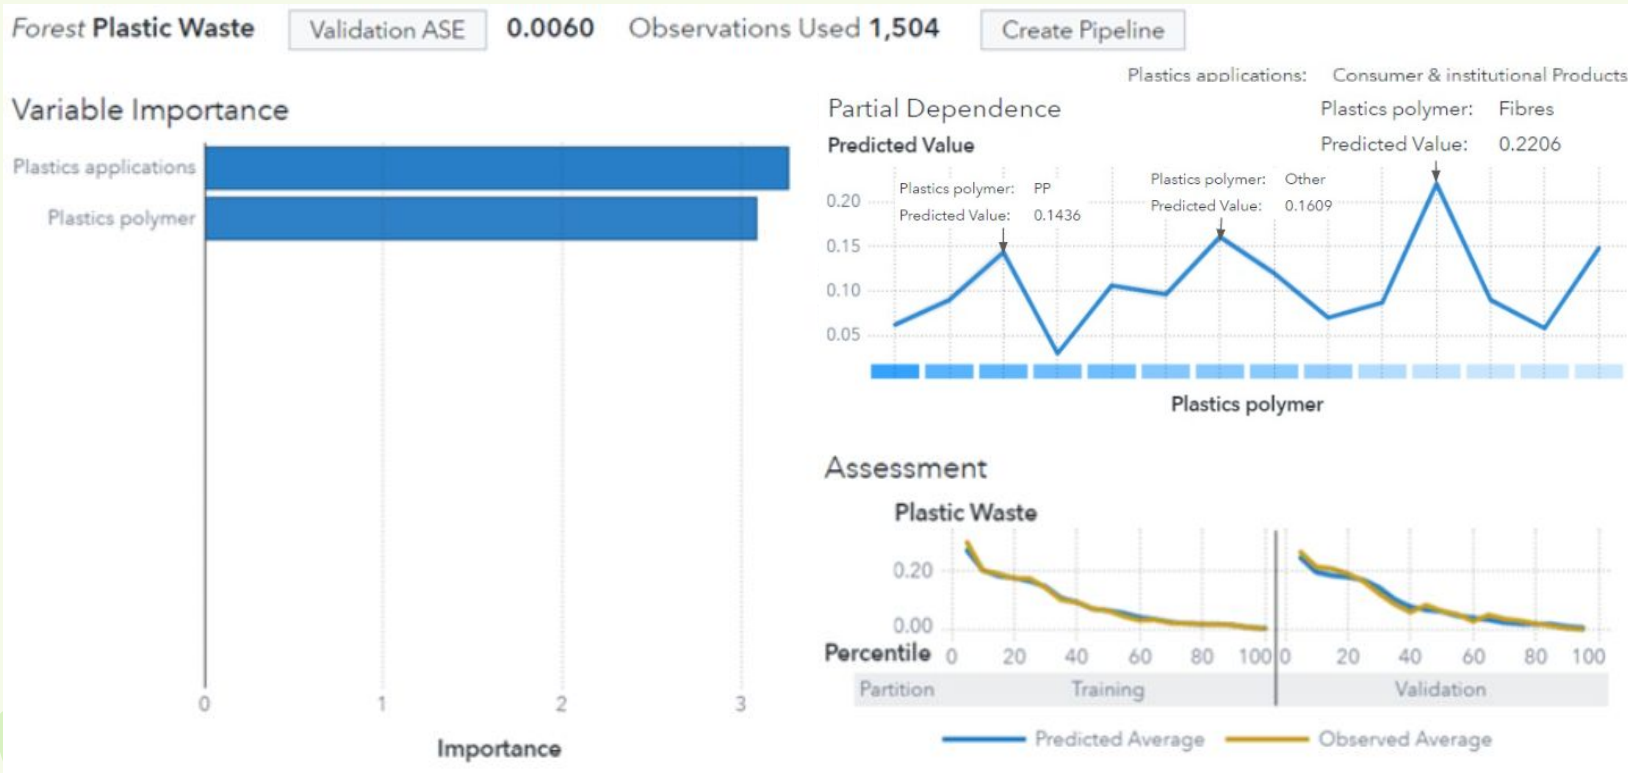 Forest Plastic Waste Validation ASE 0.0060 Observations Used 1,504 Create Pipeline
Variable Importance
Plastics applications
Plastics polymer
0 1 2 3
Importance
Plastics applications: Consumer & institutional Products
Partial Dependence
Plastics polymer: Fibres
Predicted Value: 0.2206
Predicted Value
Plastics polymer: PP
Predicted Value: 0.1436
Plastics polymer: Other
Predicted Value: 0.1609
0.20
0.15
0.10
0.05
Plastics polymer
Assessment
Plastic Waste
0.20
0.00
Percentile 0 20 40 60 80 100 0 20 40 60 80 100
Partition Training Validation
Predicted Average Observed Average